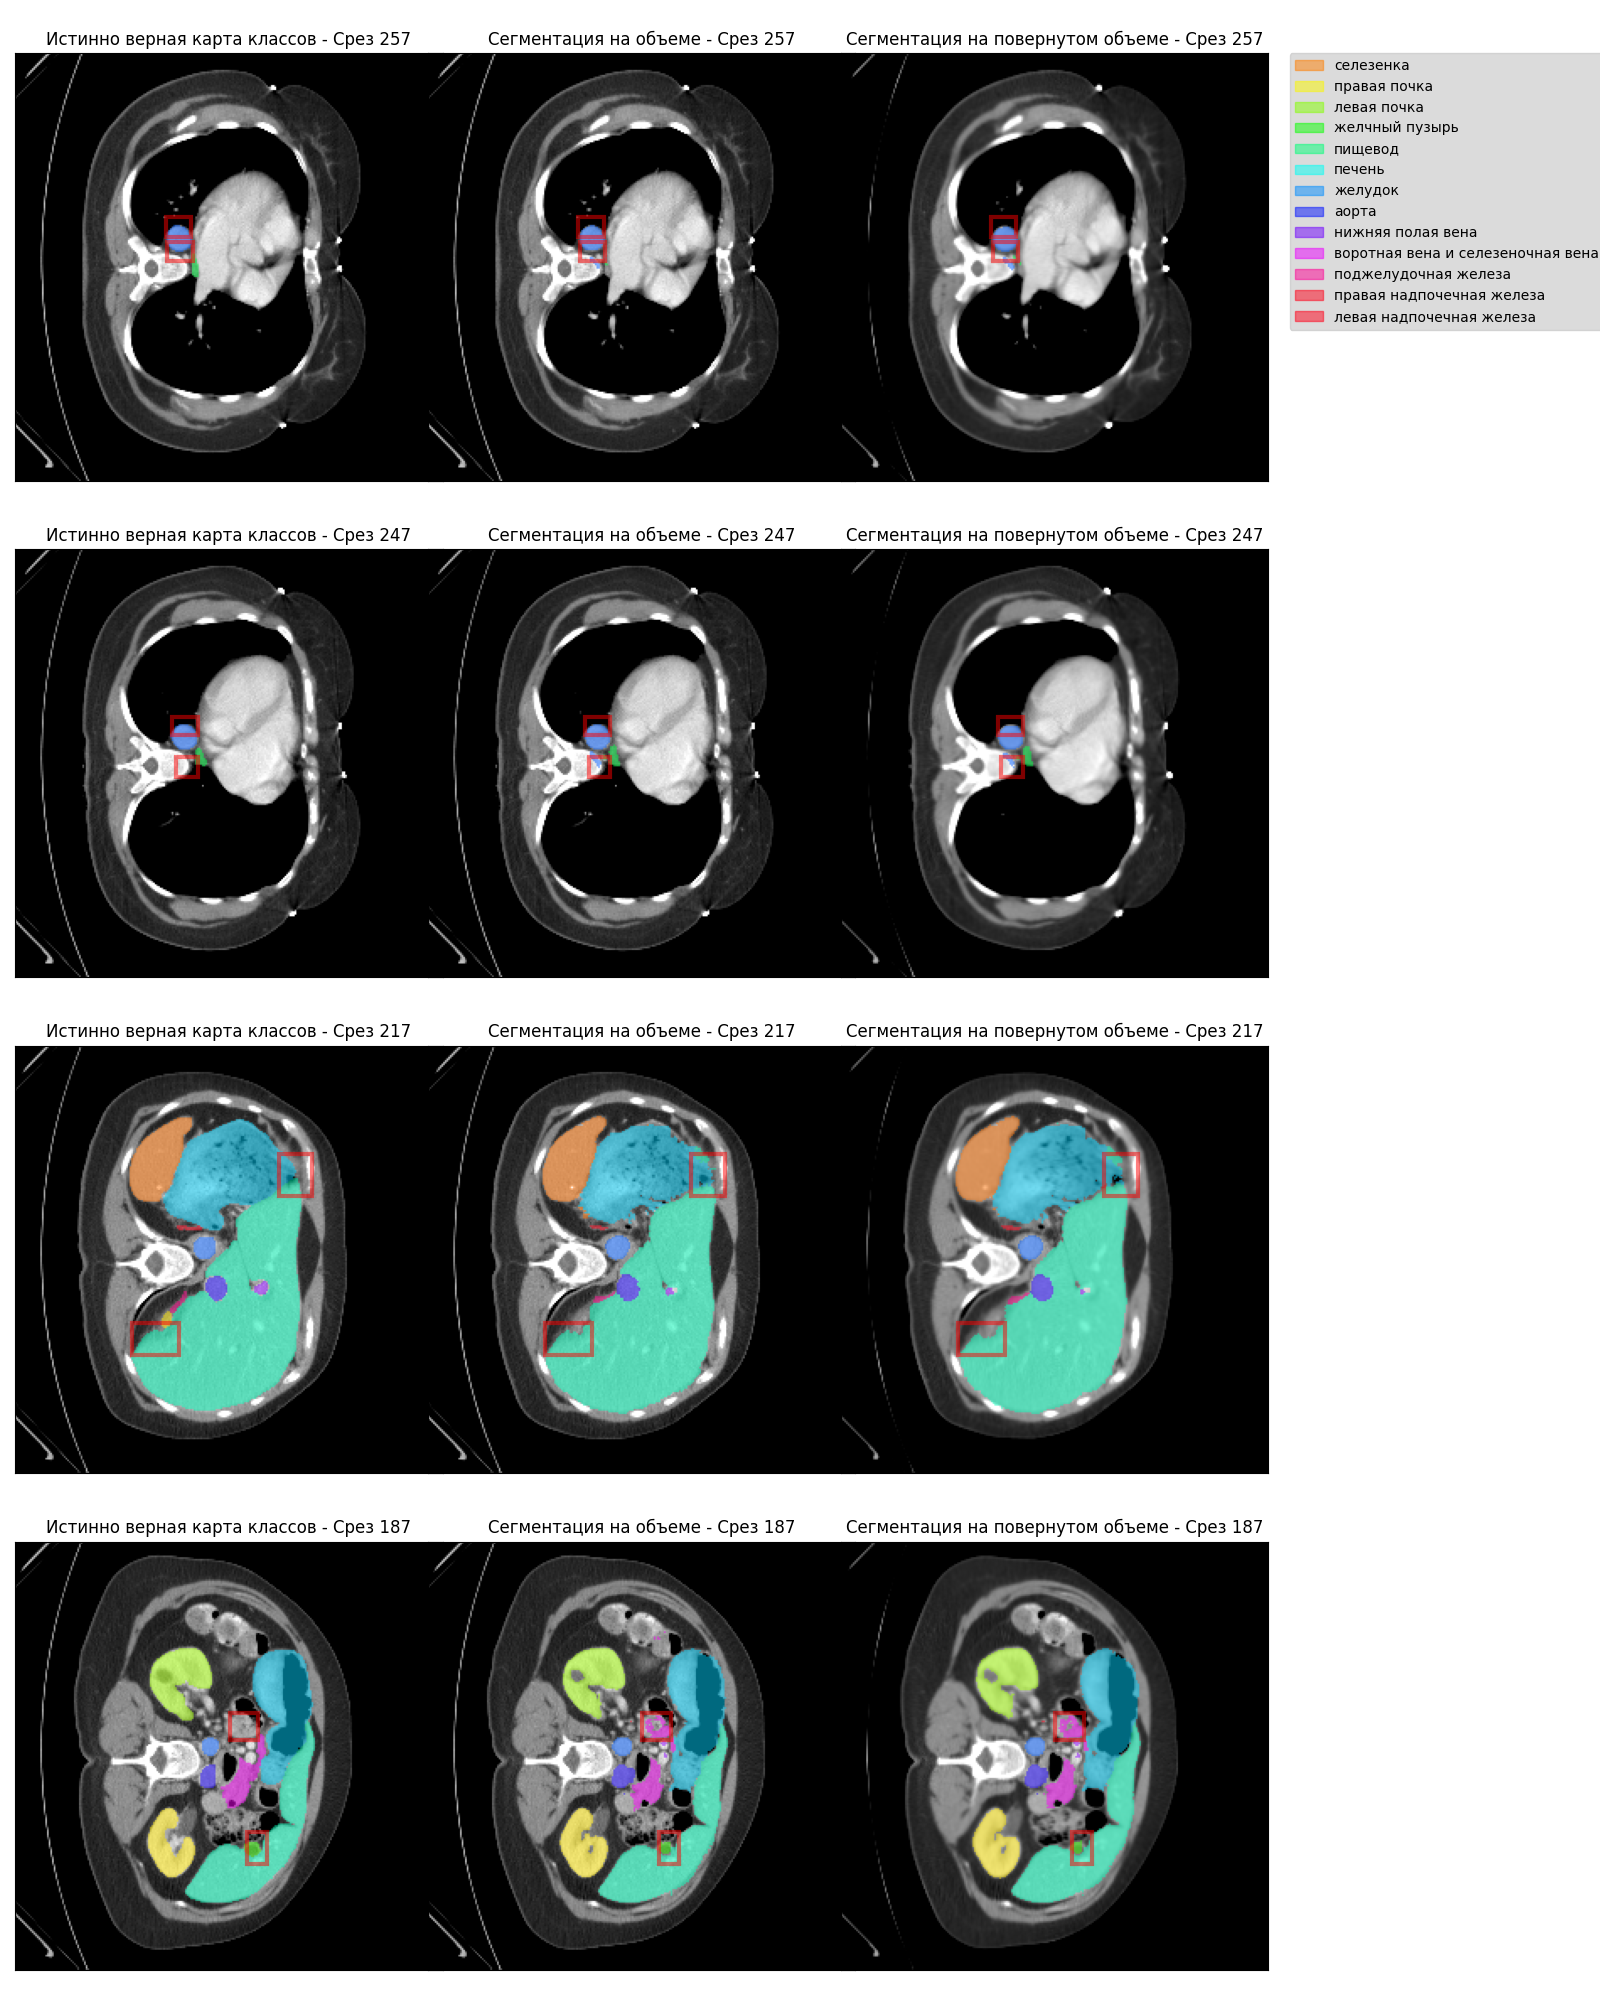 Истинно верная карта классов - Срез 257
Сегментация на объеме - Срез 257
Сегментация на повернутом объеме - Срез 257
селезенка
правая почка
левая почка
желчный пузырь
пищевод
печень
желудок
аорта
нижняя полая вена
воротная вена и селезеночная вена
поджелудочная железа
правая надпочечная железа
левая надпочечная железа
Истинно верная карта классов - Срез 247
Сегментация на объеме - Срез 247
Сегментация на повернутом объеме - Срез 247
Истинно верная карта классов - Срез 217
Сегментация на объеме - Срез 217
Сегментация на повернутом объеме - Срез 217
Истинно верная карта классов - Срез 187
Сегментация на объеме - Срез 187
Сегментация на повернутом объеме - Срез 187